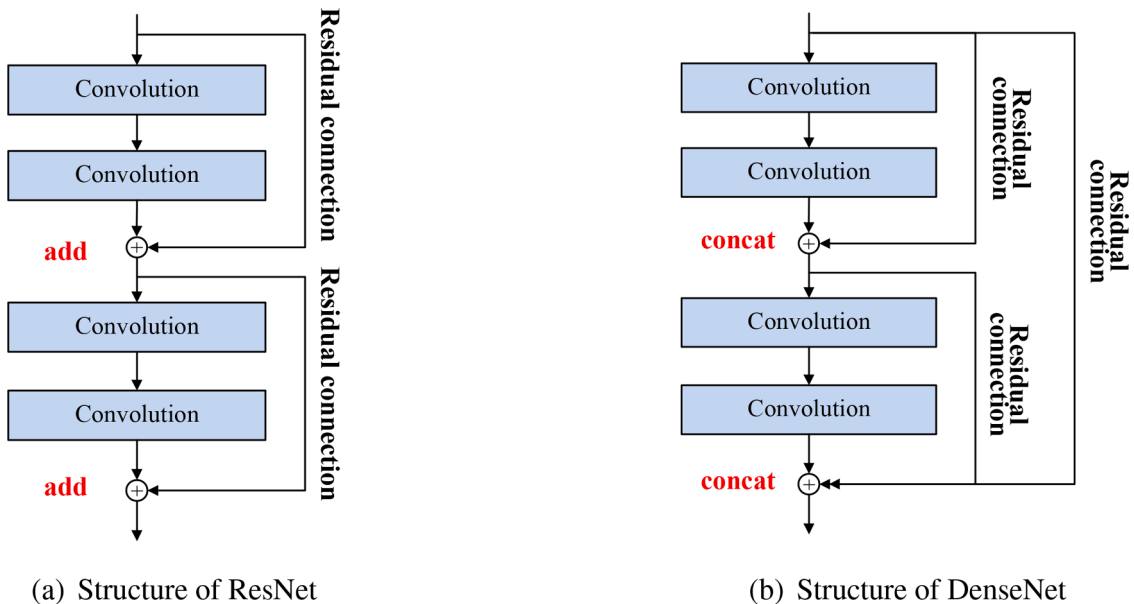 Convolution
Convolution
add
Residual connection
Convolution
Convolution
add
Residual connection
(a) Structure of ResNet
Convolution
Convolution
concat
Residual
connection
Convolution
Convolution
concat
Residual
connection
Residual
connection
(b) Structure of DenseNet